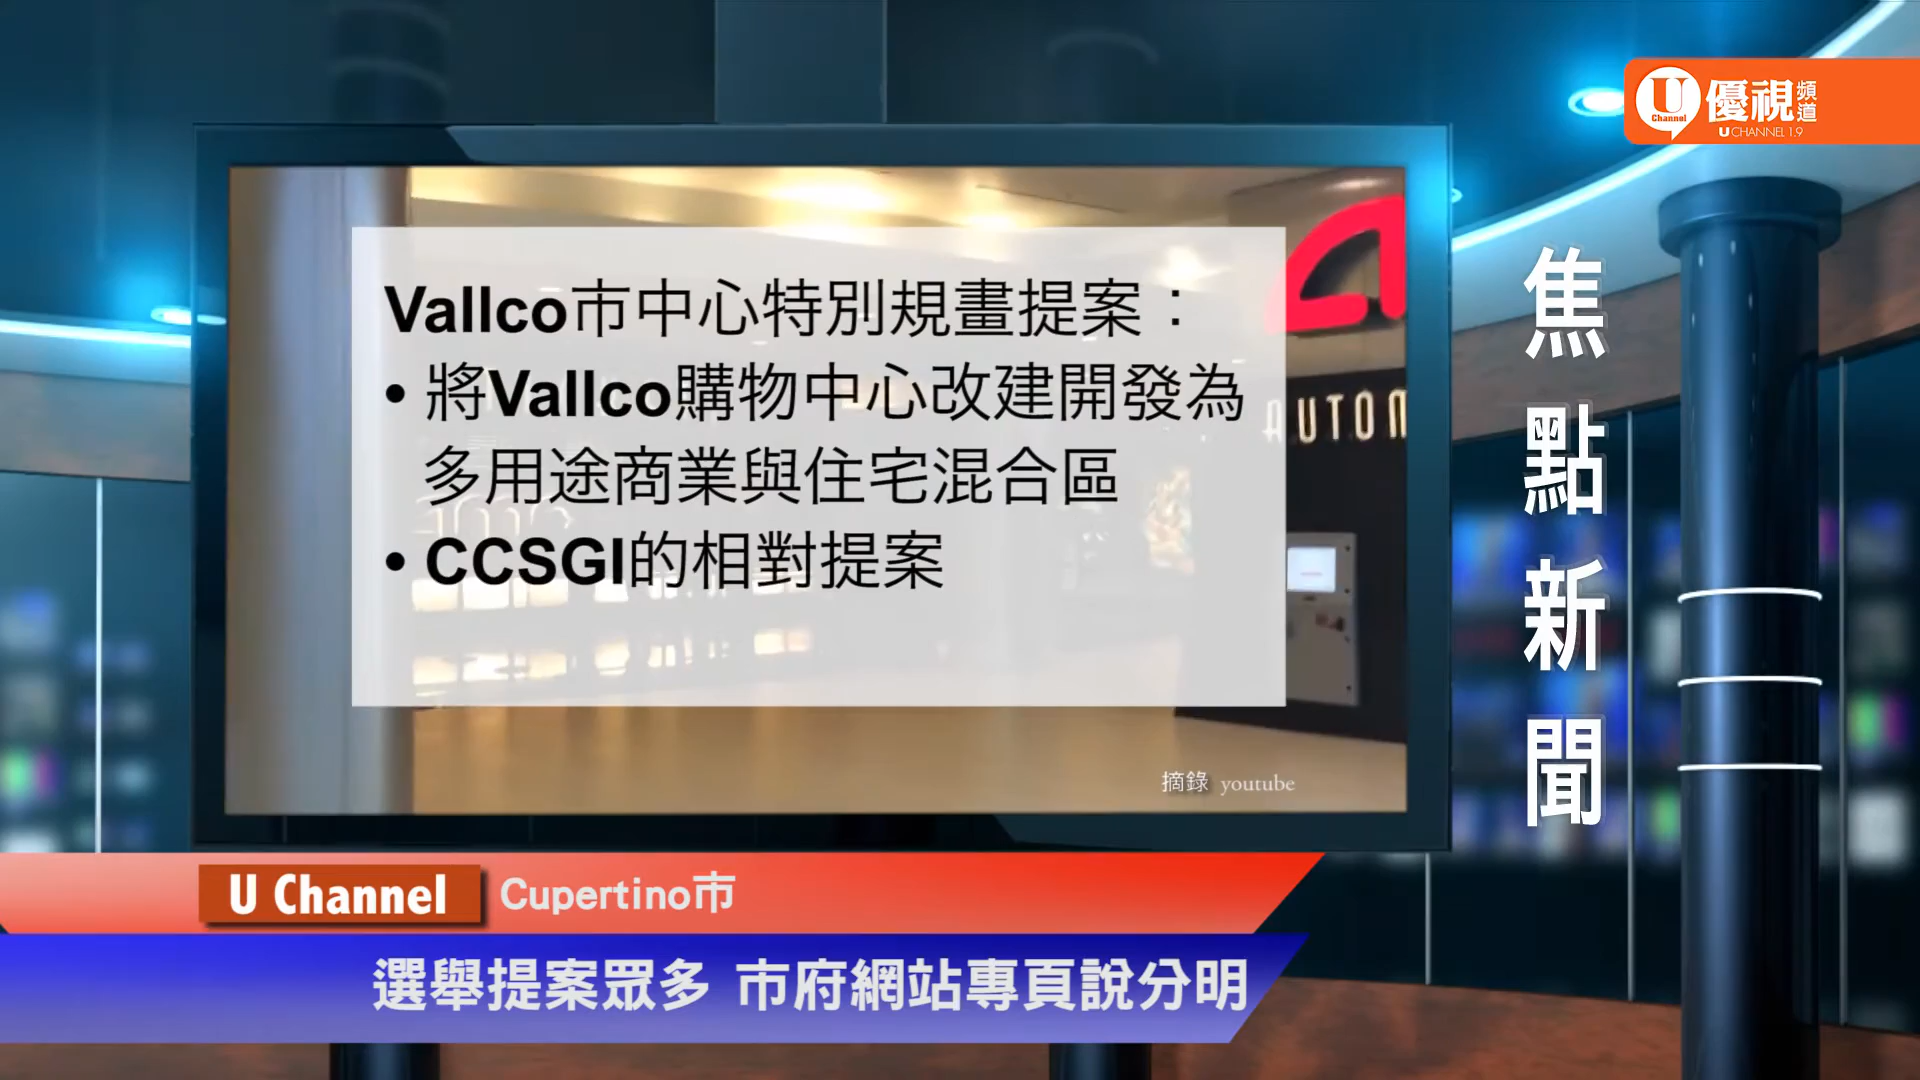 U
Channel
優視頻道
UCHANNEL 1.9
Vallco市中心特別規畫提案：
• 將Vallco購物中心改建開發為
多用途商業與住宅混合區
• CCSGI的相對提案
AUTOM
摘錄 youtube
焦點新聞
U Channel
Cupertino市
選舉提案眾多 市府網站專頁說分明